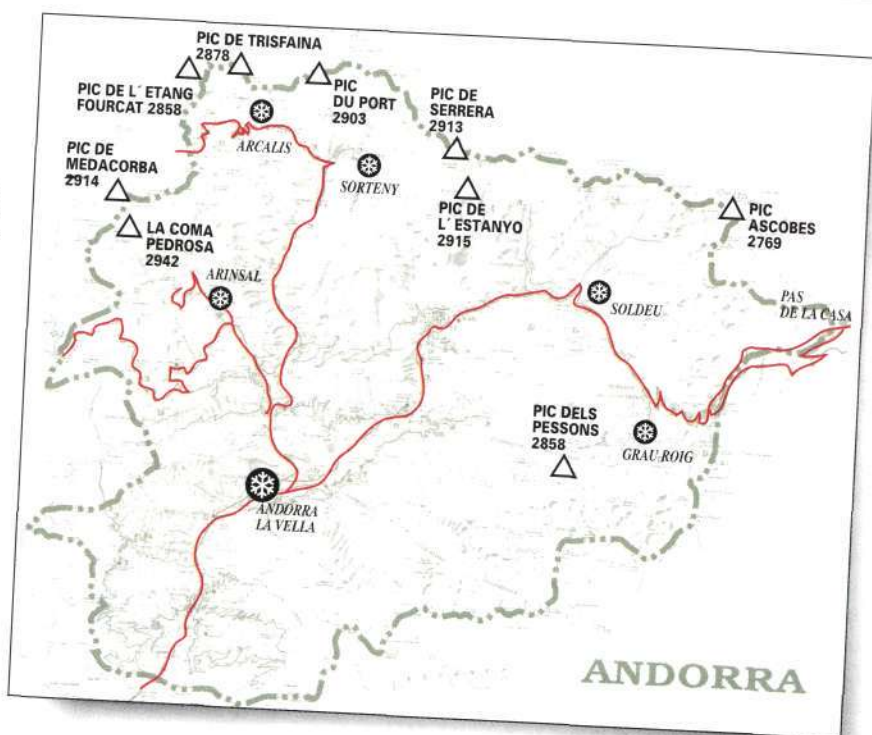 PIC DE TRISFAINA
2878
PIC DE L´ ETANG
FOURCAT 2858
PIC
DU PORT
2903
PIC DE
SERRERA
2913
ARCALIS
PIC DE
MEDACORBA
2914
SORTENY
PIC DE
L´ ESTANYO
2915
PIC
ASCOBES
2769
LA COMA
PEDROSA
2942
ARINSAL
SOLDEU
PAS
DE LA CASA
PIC DELS
PESSONS
2858
GRAU ROIG
ANDORRA
LA VELLA
ANDORRA